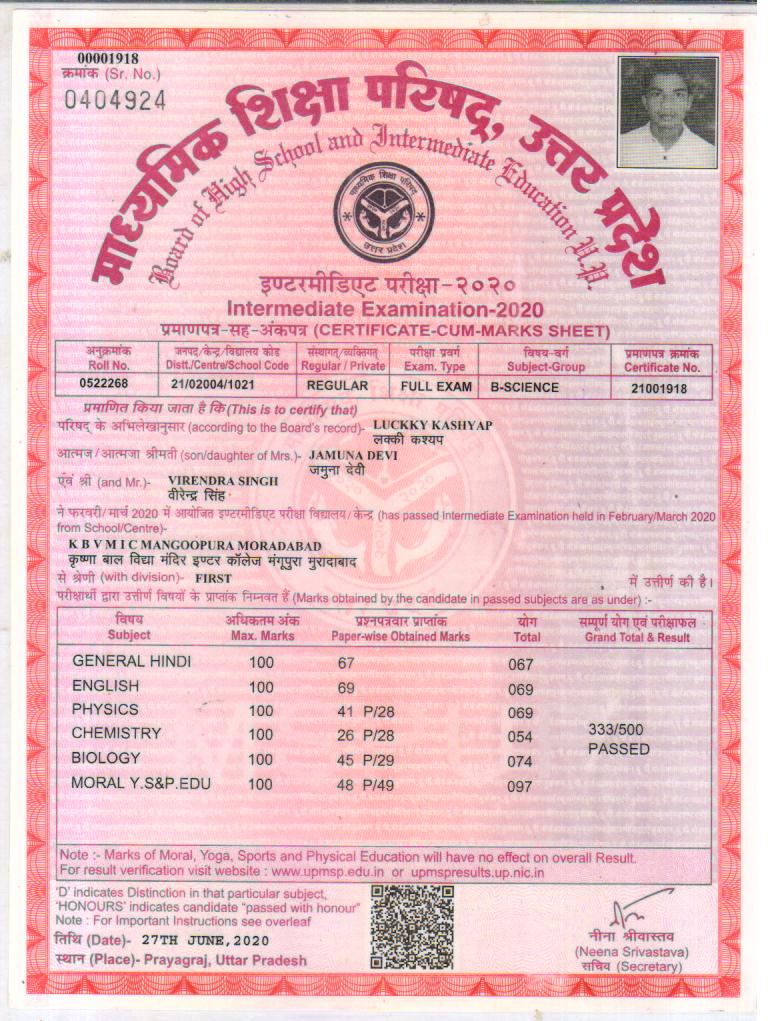 00001918
क्रमांक (Sr. No.)
0404924
माध्यमिक शिक्षा परिषद्, उत्तर प्रदेश
Board of High School and Intermediate Education U.P.
माध्यमिक शिक्षा परिषद
उत्तर प्रदेश
इण्टरमीडिएट परीक्षा-२०२०
Intermediate Examination-2020
प्रमाणपत्र-सह-अंकपत्र (CERTIFICATE-CUM-MARKS SHEET)
अनुक्रमांक जनपद/केन्द्र/विद्यालय कोड संस्थागत/व्यक्तिगत परीक्षा प्रवर्ग विषय-वर्ग प्रमाणपत्र क्रमांक
Roll No. Distt./Centre/School Code Regular / Private Exam. Type Subject-Group Certificate No.
0522268 21/02004/1021 REGULAR FULL EXAM B-SCIENCE 21001918
प्रमाणित किया जाता है कि (This is to certify that)
परिषद् के अभिलेखानुसार (according to the Board's record)- LUCKKY KASHYAP
लक्की कश्यप
आत्मज/आत्मजा श्रीमती (son/daughter of Mrs.)- JAMUNA DEVI
जमुना देवी
एवं श्री (and Mr.)- VIRENDRA SINGH
वीरेन्द्र सिंह
ने फरवरी/मार्च 2020 में आयोजित इण्टरमीडिएट परीक्षा विद्यालय/केन्द्र (has passed Intermediate Examination held in February/March 2020
from School/Centre)-
K B V M I C MANGOOPURA MORADABAD
कृष्णा बाल विद्या मंदिर इण्टर कॉलेज मंगूपुरा मुरादाबाद
से श्रेणी (with division)- FIRST में उत्तीर्ण की है।
परीक्षार्थी द्वारा उत्तीर्ण विषयों के प्राप्तांक निम्नवत हैं (Marks obtained by the candidate in passed subjects are as under) :-
विषय अधिकतम अंक प्रश्नपत्रवार प्राप्तांक योग सम्पूर्ण योग एवं परीक्षाफल
Subject Max. Marks Paper-wise Obtained Marks Total Grand Total & Result
GENERAL HINDI 100 67 067
ENGLISH 100 69 069
PHYSICS 100 41 P/28 069
CHEMISTRY 100 26 P/28 054 333/500
BIOLOGY 100 45 P/29 074 PASSED
MORAL Y.S&P.EDU 100 48 P/49 097
Note :- Marks of Moral, Yoga, Sports and Physical Education will have no effect on overall Result.
For result verification visit website : www.upmsp.edu.in or upmspresults.up.nic.in
'D' indicates Distinction in that particular subject,
'HONOURS' indicates candidate "passed with honour"
Note : For Important Instructions see overleaf
तिथि (Date)- 27TH JUNE,2020
स्थान (Place)- Prayagraj, Uttar Pradesh
नीना श्रीवास्तव
(Neena Srivastava)
सचिव (Secretary)